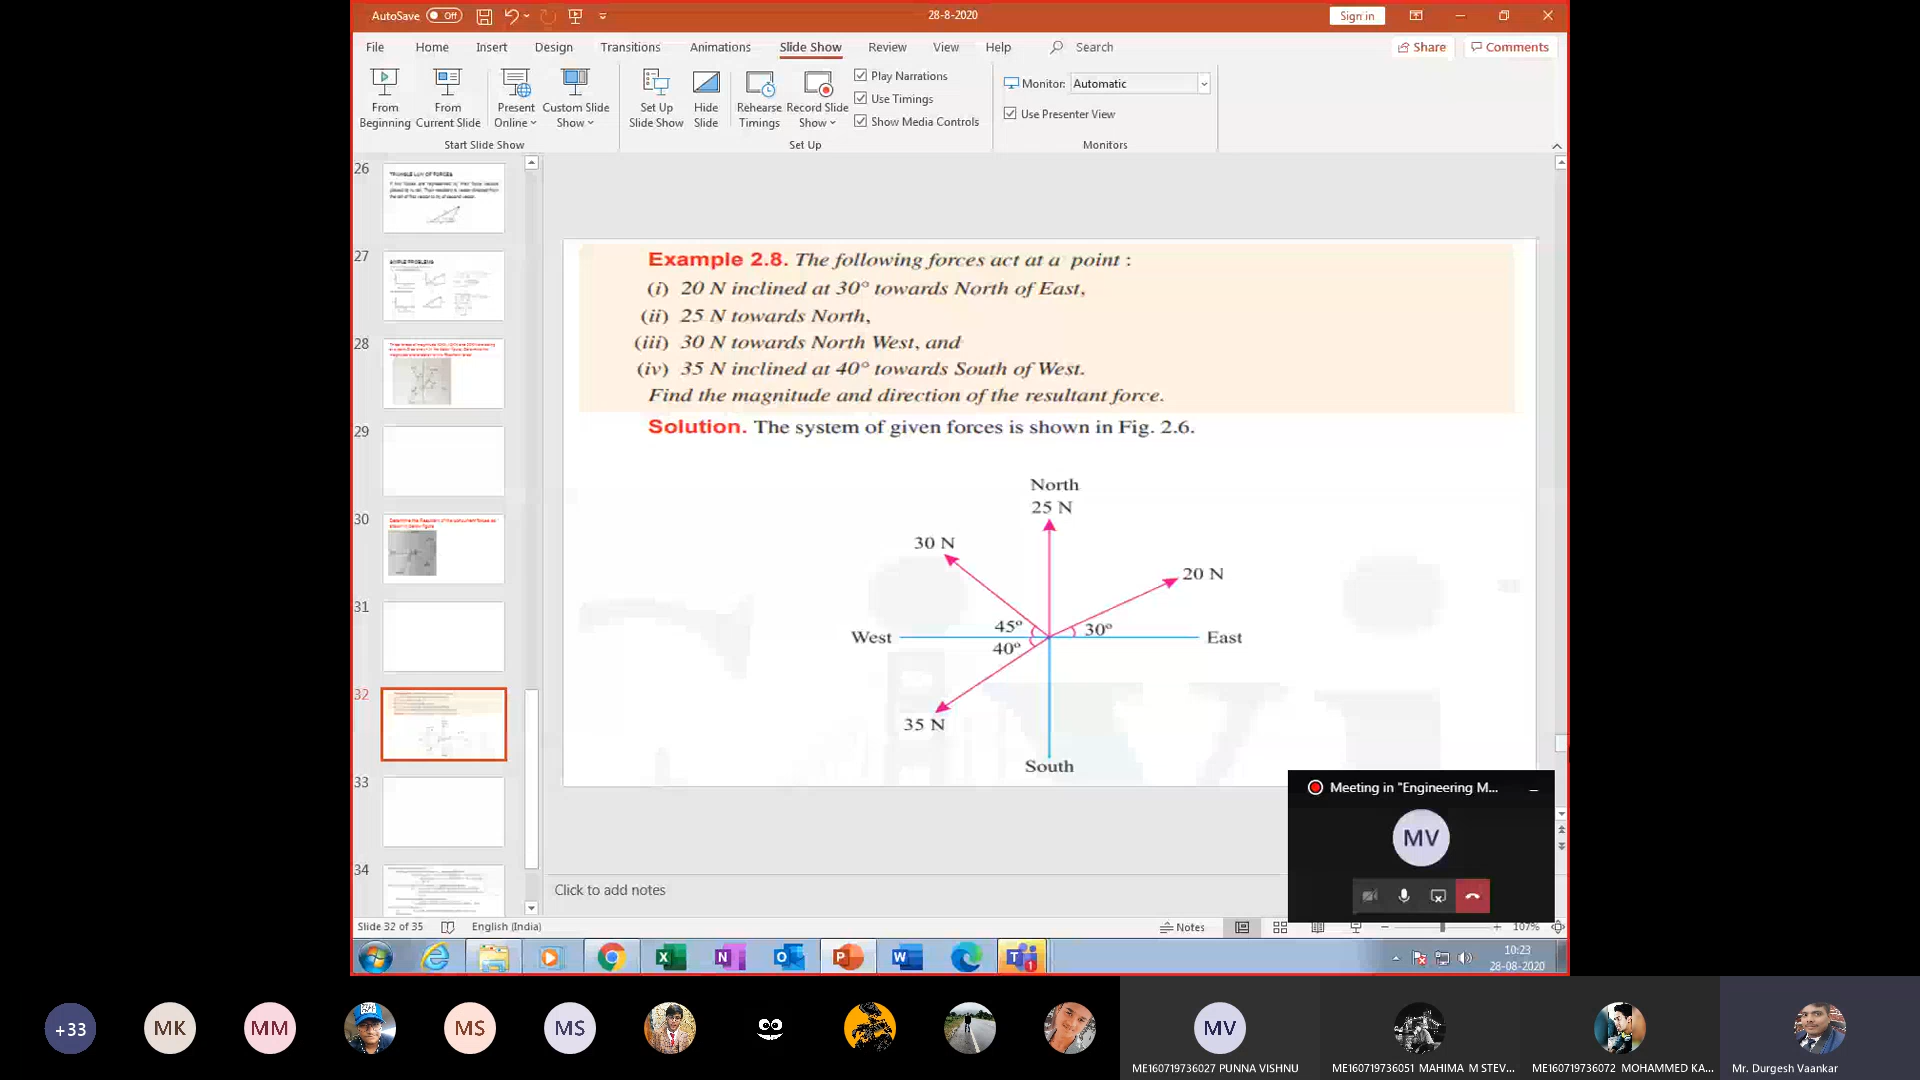 AutoSave Off
28-8-2020
Sign in
File Home Insert Design Transitions Animations Slide Show Review View Help Search
Share Comments
From Beginning
From Current Slide
Present Online
Custom Slide Show
Start Slide Show
Set Up Slide Show
Hide Slide
Rehearse Timings
Record Slide Show
Play Narrations
Use Timings
Show Media Controls
Set Up
Monitor: Automatic
Use Presenter View
Monitors
26
TRIANGLE LAW OF FORCES
27
SIMPLE PROBLEMS
28
29
30
31
32
33
34
Example 2.8. The following forces act at a point :
(i) 20 N inclined at 30° towards North of East,
(ii) 25 N towards North,
(iii) 30 N towards North West, and
(iv) 35 N inclined at 40° towards South of West.
Find the magnitude and direction of the resultant force.
Solution. The system of given forces is shown in Fig. 2.6.
North
25 N
30 N
20 N
45°
30°
West
East
40°
35 N
South
Meeting in "Engineering M...
MV
Click to add notes
Slide 32 of 35 English (India)
Notes
107%
10:23
28-08-2020
+33 MK MM MS MS MV
ME160719736027 PUNNA VISHNU
ME160719736051 MAHIMA M STEV...
ME160719736072 MOHAMMED KA...
Mr. Durgesh Vaankar